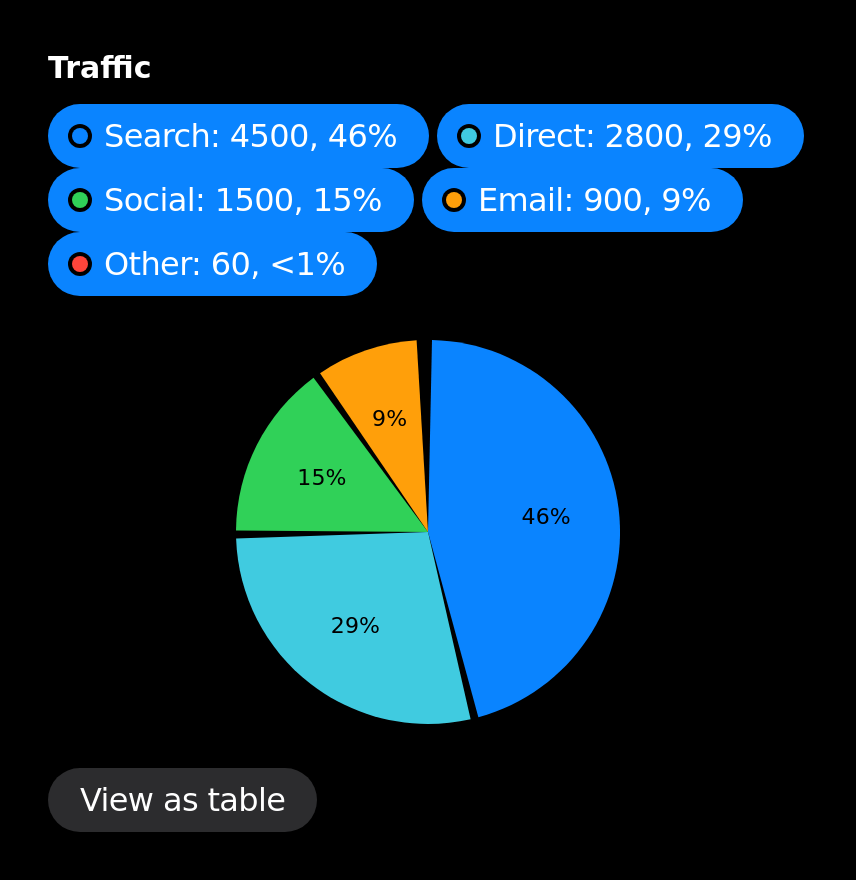 Traffic
Search: 4500, 46% Direct: 2800, 29%
Social: 1500, 15% Email: 900, 9%
Other: 60, <1%
9%
15%
46%
29%
View as table